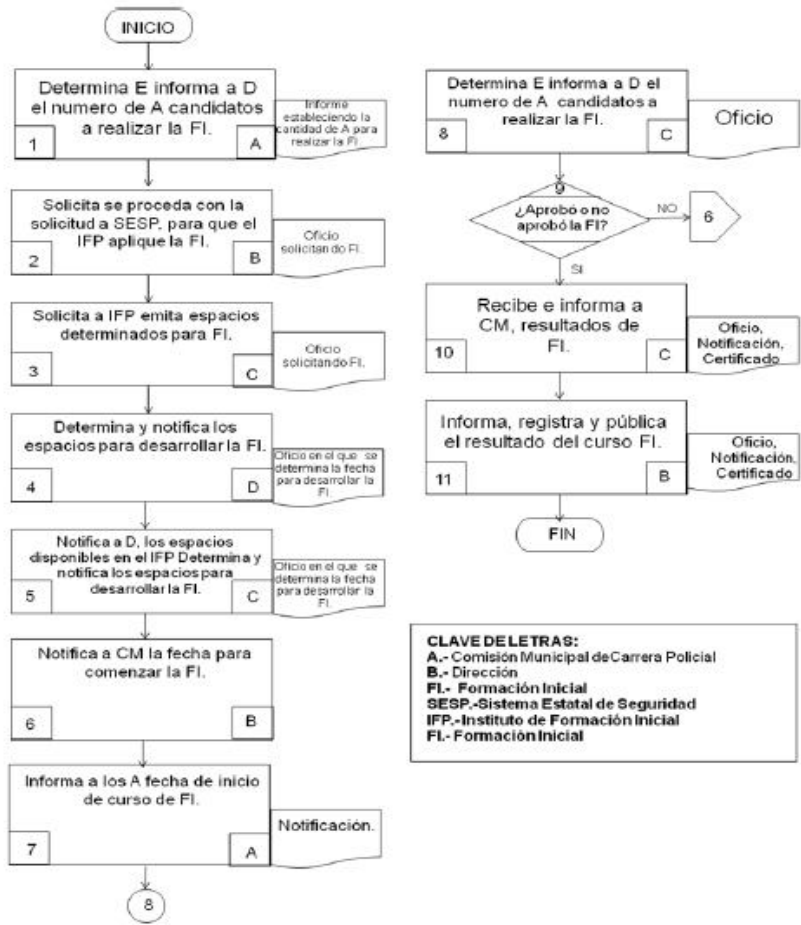 INICIO
Determina E informa a D
el numero de A candidatos
a realizar la FI.
1
A
Informe
estableciendo la
cantidad de A para
realizar la FI
Solicita se proceda con la
solicitud a SESP, para que el
IFP aplique la FI.
2
B
Oficio
solicitando FI.
Solicita a IFP emita espacios
determinados para FI.
3
C
Oficio
solicitando FI.
Determina y notifica los
espacios para desarrollar la FI.
4
D
Oficio en el que se
determina la fecha
para desarrollar la
FI.
Notifica a D, los espacios
disponibles en el IFP Determina y
notifica los espacios para
desarrollar la FI.
5
C
Oficio en el que se
determina la fecha
para desarrollar la
FI.
Notifica a CM la fecha para
comenzar la FI.
6
B
Informa a los A fecha de inicio
de curso de FI.
7
A
Notificación.
8
Determina E informa a D el
numero de A candidatos a
realizar la FI.
8
C
Oficio
9
¿Aprobó o no
aprobó la FI?
NO
6
SI
Recibe e informa a
CM, resultados de
FI.
10
C
Oficio,
Notificación,
Certificado
Informa, registra y pública
el resultado del curso FI.
11
B
Oficio,
Notificación,
Certificado
FIN
CLAVE DE LETRAS:
A.- Comisión Municipal de Carrera Policial
B.- Dirección
FI.- Formación Inicial
SESP.-Sistema Estatal de Seguridad
IFP.-Instituto de Formación Inicial
FI.- Formación Inicial